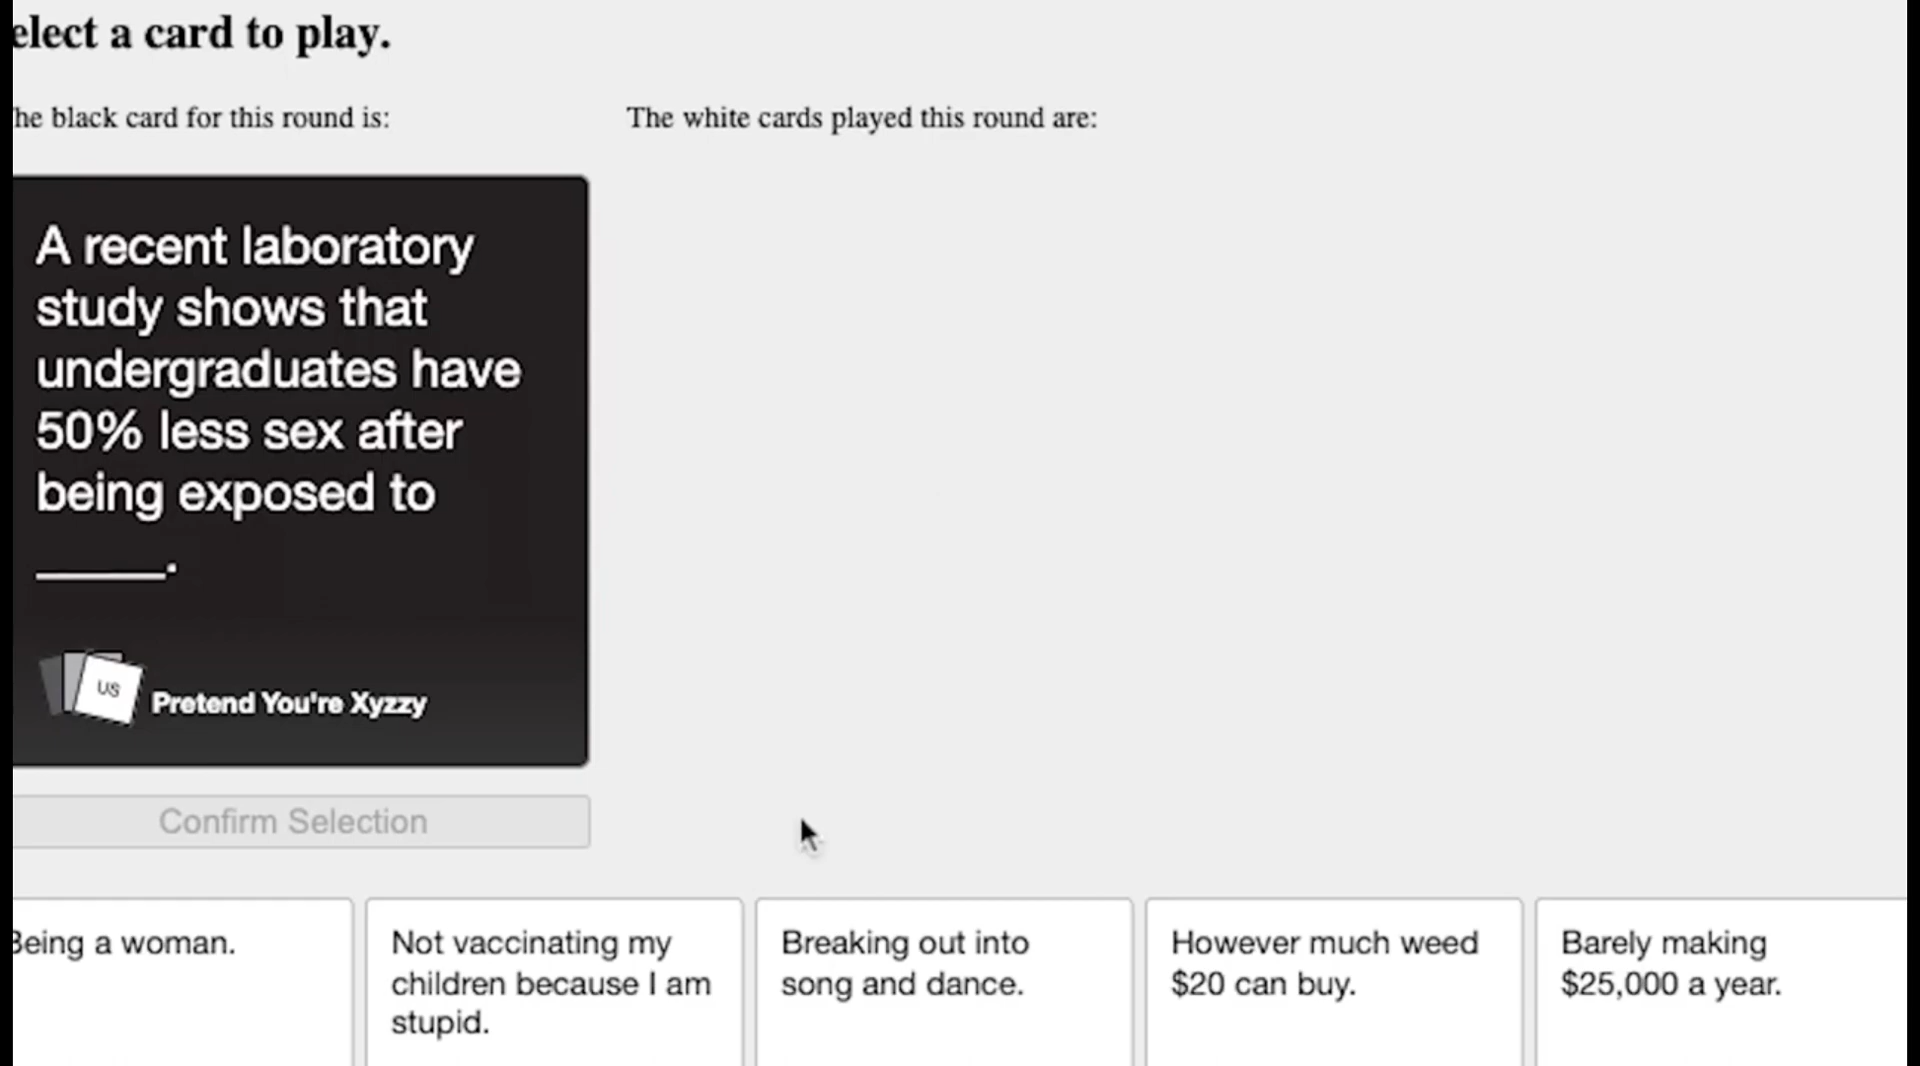 elect a card to play.
he black card for this round is:
The white cards played this round are:
A recent laboratory
study shows that
undergraduates have
50% less sex after
being exposed to
_____.
US
Pretend You're Xyzzy
Confirm Selection
Being a woman.
Not vaccinating my
children because I am
stupid.
Breaking out into
song and dance.
However much weed
$20 can buy.
Barely making
$25,000 a year.